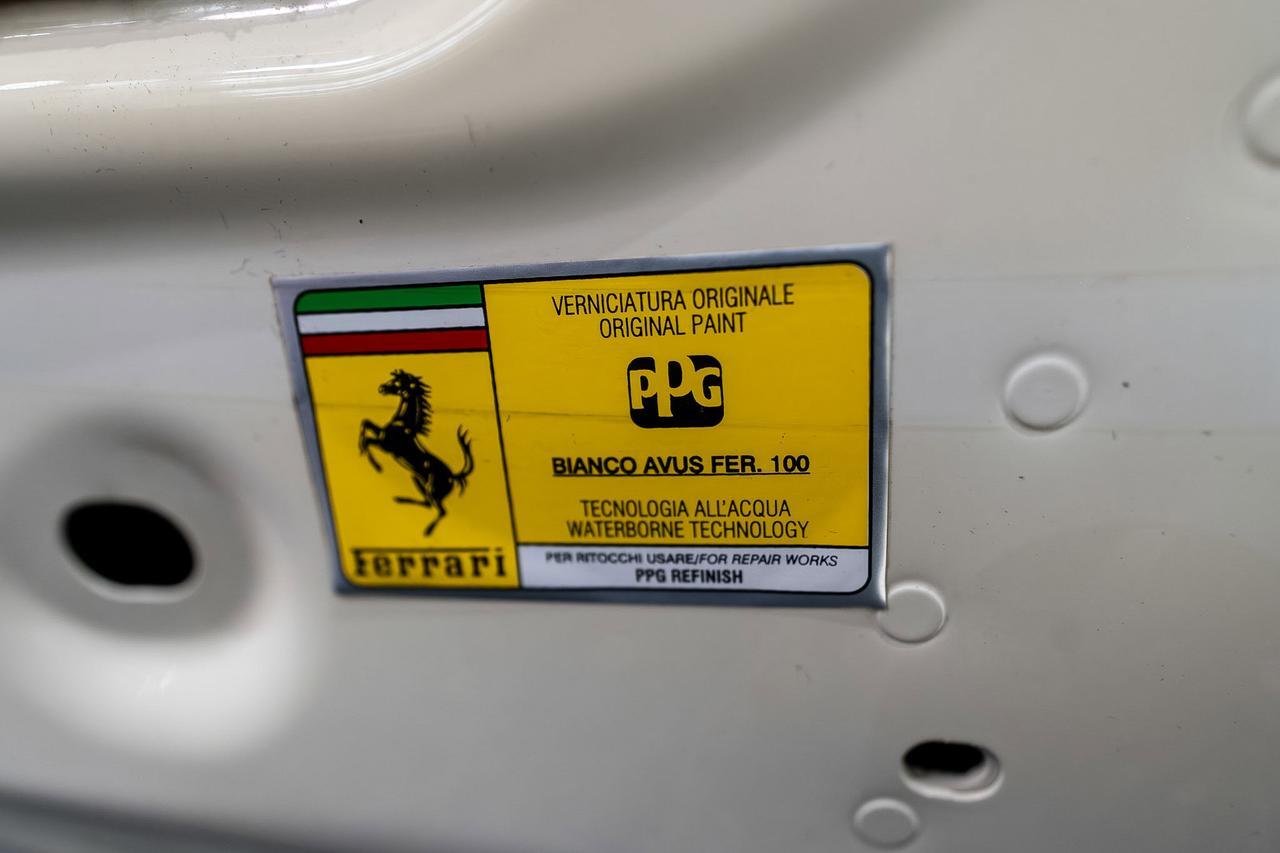 VERNICIATURA ORIGINALE
ORIGINAL PAINT
PPG
BIANCO AVUS FER. 100
TECNOLOGIA ALL'ACQUA
WATERBORNE TECHNOLOGY
Ferrari
PER RITOCCHI USARE/FOR REPAIR WORKS
PPG REFINISH